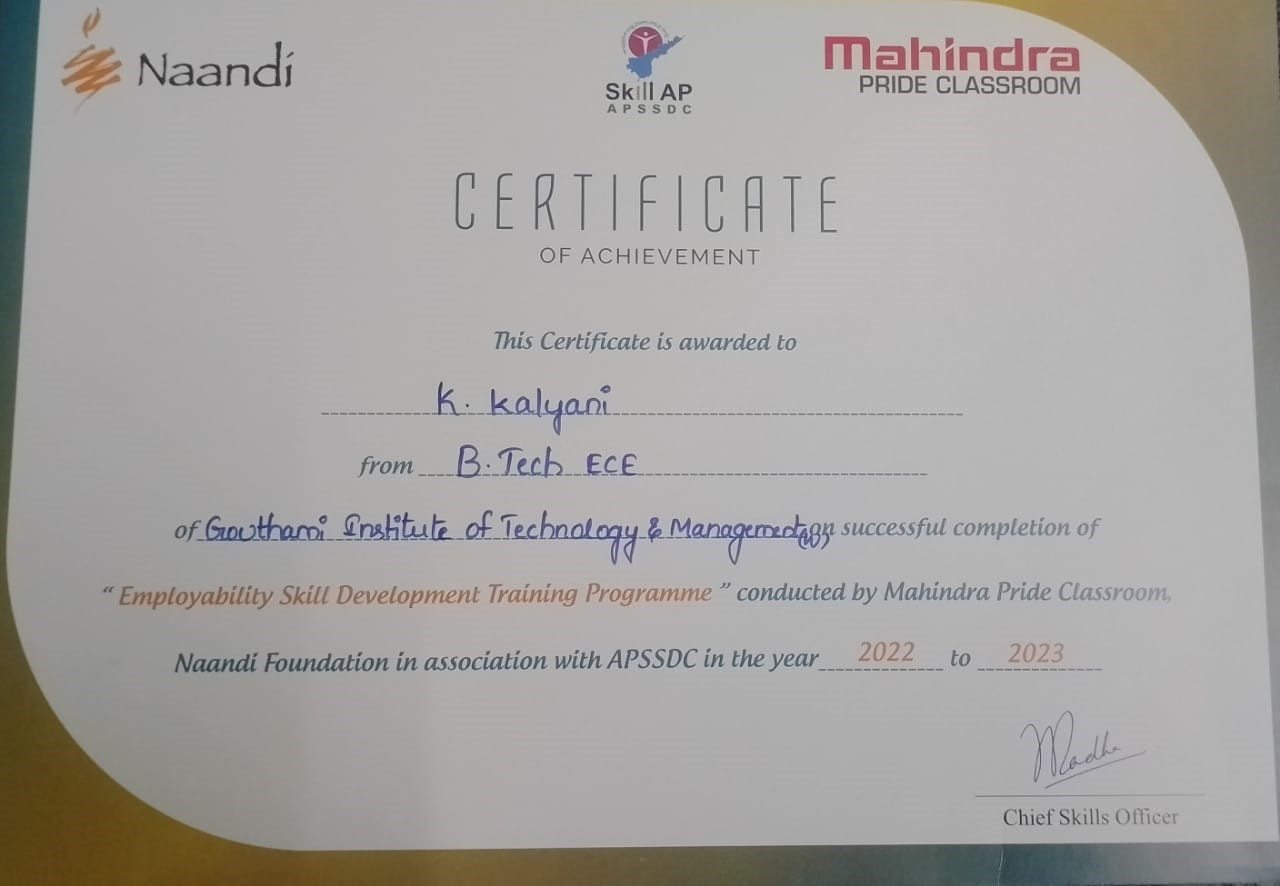 Naandi
Skill AP
APSSDC
Mahindra
PRIDE CLASSROOM
CERTIFICATE
OF ACHIEVEMENT
This Certificate is awarded to
K. Kalyani
from B.Tech ECE
of Gowthami Institute of Technology & Management(W) on successful completion of
“ Employability Skill Development Training Programme ” conducted by Mahindra Pride Classroom,
Naandi Foundation in association with APSSDC in the year 2022 to 2023
Chief Skills Officer